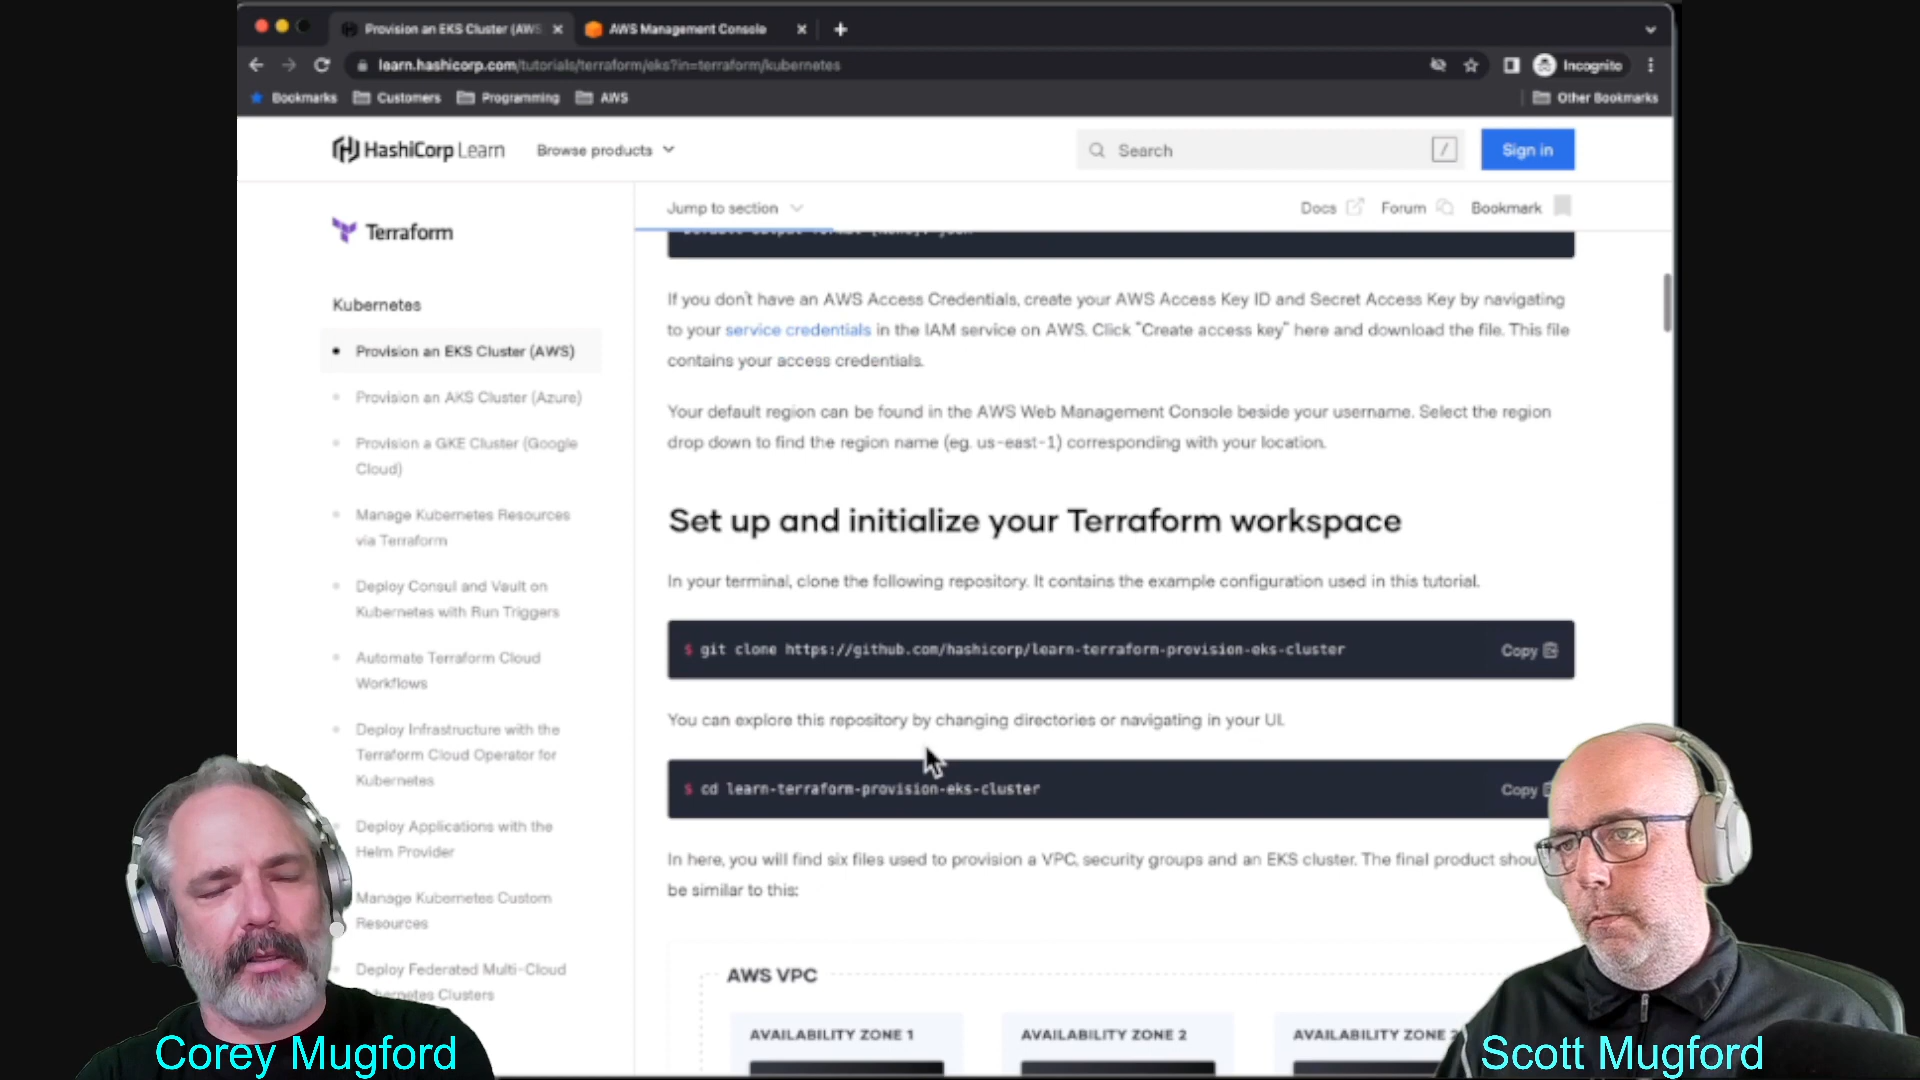 Provision an EKS Cluster (AWS
AWS Management Console
learn.hashicorp.com/tutorials/terraform/eks?in=terraform/kubernetes
Incognito
Bookmarks
Customers
Programming
AWS
Other Bookmarks
HashiCorp Learn
Browse products
Search
/
Sign in
Terraform
Jump to section
Docs
Forum
Bookmark
Kubernetes
Provision an EKS Cluster (AWS)
Provision an AKS Cluster (Azure)
Provision a GKE Cluster (Google
Cloud)
Manage Kubernetes Resources
via Terraform
Deploy Consul and Vault on
Kubernetes with Run Triggers
Automate Terraform Cloud
Workflows
Deploy Infrastructure with the
Terraform Cloud Operator for
Kubernetes
Deploy Applications with the
Helm Provider
Manage Kubernetes Custom
Resources
Deploy Federated Multi-Cloud
Clusters
If you don't have an AWS Access Credentials, create your AWS Access Key ID and Secret Access Key by navigating
to your service credentials in the IAM service on AWS. Click "Create access key" here and download the file. This file
contains your access credentials.
Your default region can be found in the AWS Web Management Console beside your username. Select the region
drop down to find the region name (eg. us-east-1) corresponding with your location.
Set up and initialize your Terraform workspace
In your terminal, clone the following repository. It contains the example configuration used in this tutorial.
$ git clone https://github.com/hashicorp/learn-terraform-provision-eks-cluster
Copy
You can explore this repository by changing directories or navigating in your UI.
$ cd learn-terraform-provision-eks-cluster
Copy
In here, you will find six files used to provision a VPC, security groups and an EKS cluster. The final product shou
be similar to this:
AWS VPC
AVAILABILITY ZONE 1
AVAILABILITY ZONE 2
AVAILABILITY ZONE
Corey Mugford
Scott Mugford